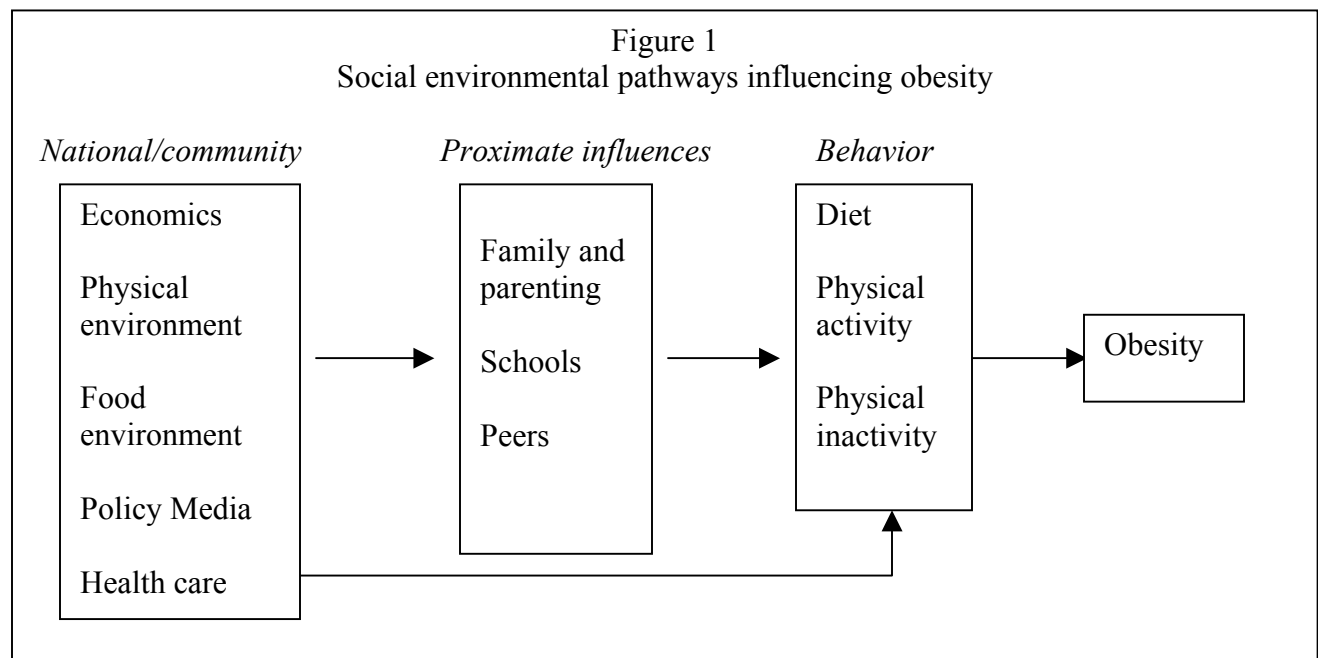 Figure 1
Social environmental pathways influencing obesity
National/community
Economics
Physical
environment
Food
environment
Policy Media
Health care
Proximate influences
Family and
parenting
Schools
Peers
Behavior
Diet
Physical
activity
Physical
inactivity
Obesity